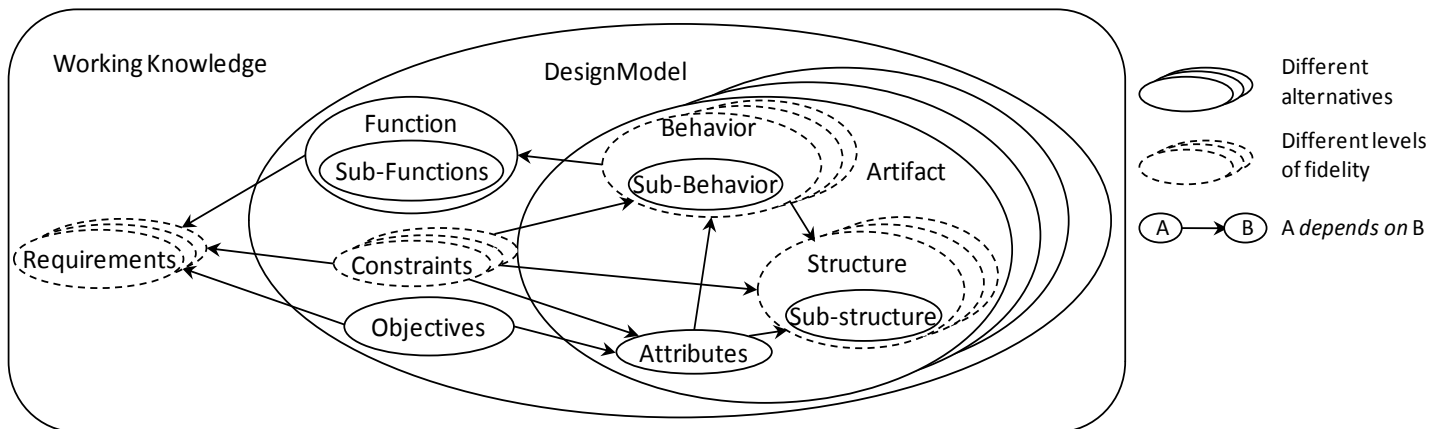 Working Knowledge
DesignModel
Function
Sub-Functions
Behavior
Sub-Behavior
Artifact
Requirements
Constraints
Structure
Sub-structure
Objectives
Attributes
Different
alternatives
Different levels
of fidelity
A
B
A depends on B